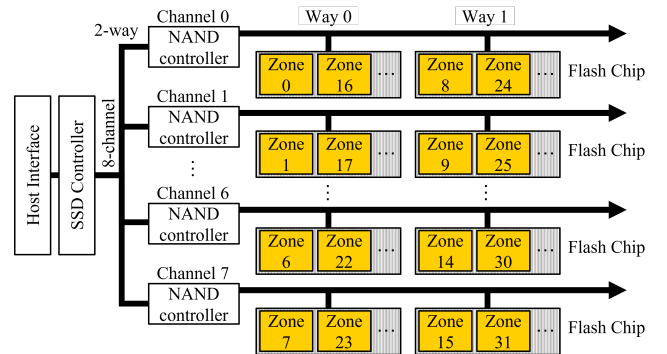 Channel 0
Way 0
Way 1
2-way
NAND
controller
Zone
0
Zone
16
...
Zone
8
Zone
24
...
Flash Chip
Host Interface
SSD Controller
8-channel
Channel 1
NAND
controller
Zone
1
Zone
17
...
Zone
9
Zone
25
...
Flash Chip
...
...
...
Channel 6
NAND
controller
Zone
6
Zone
22
...
Zone
14
Zone
30
...
Flash Chip
Channel 7
NAND
controller
Zone
7
Zone
23
...
Zone
15
Zone
31
...
Flash Chip